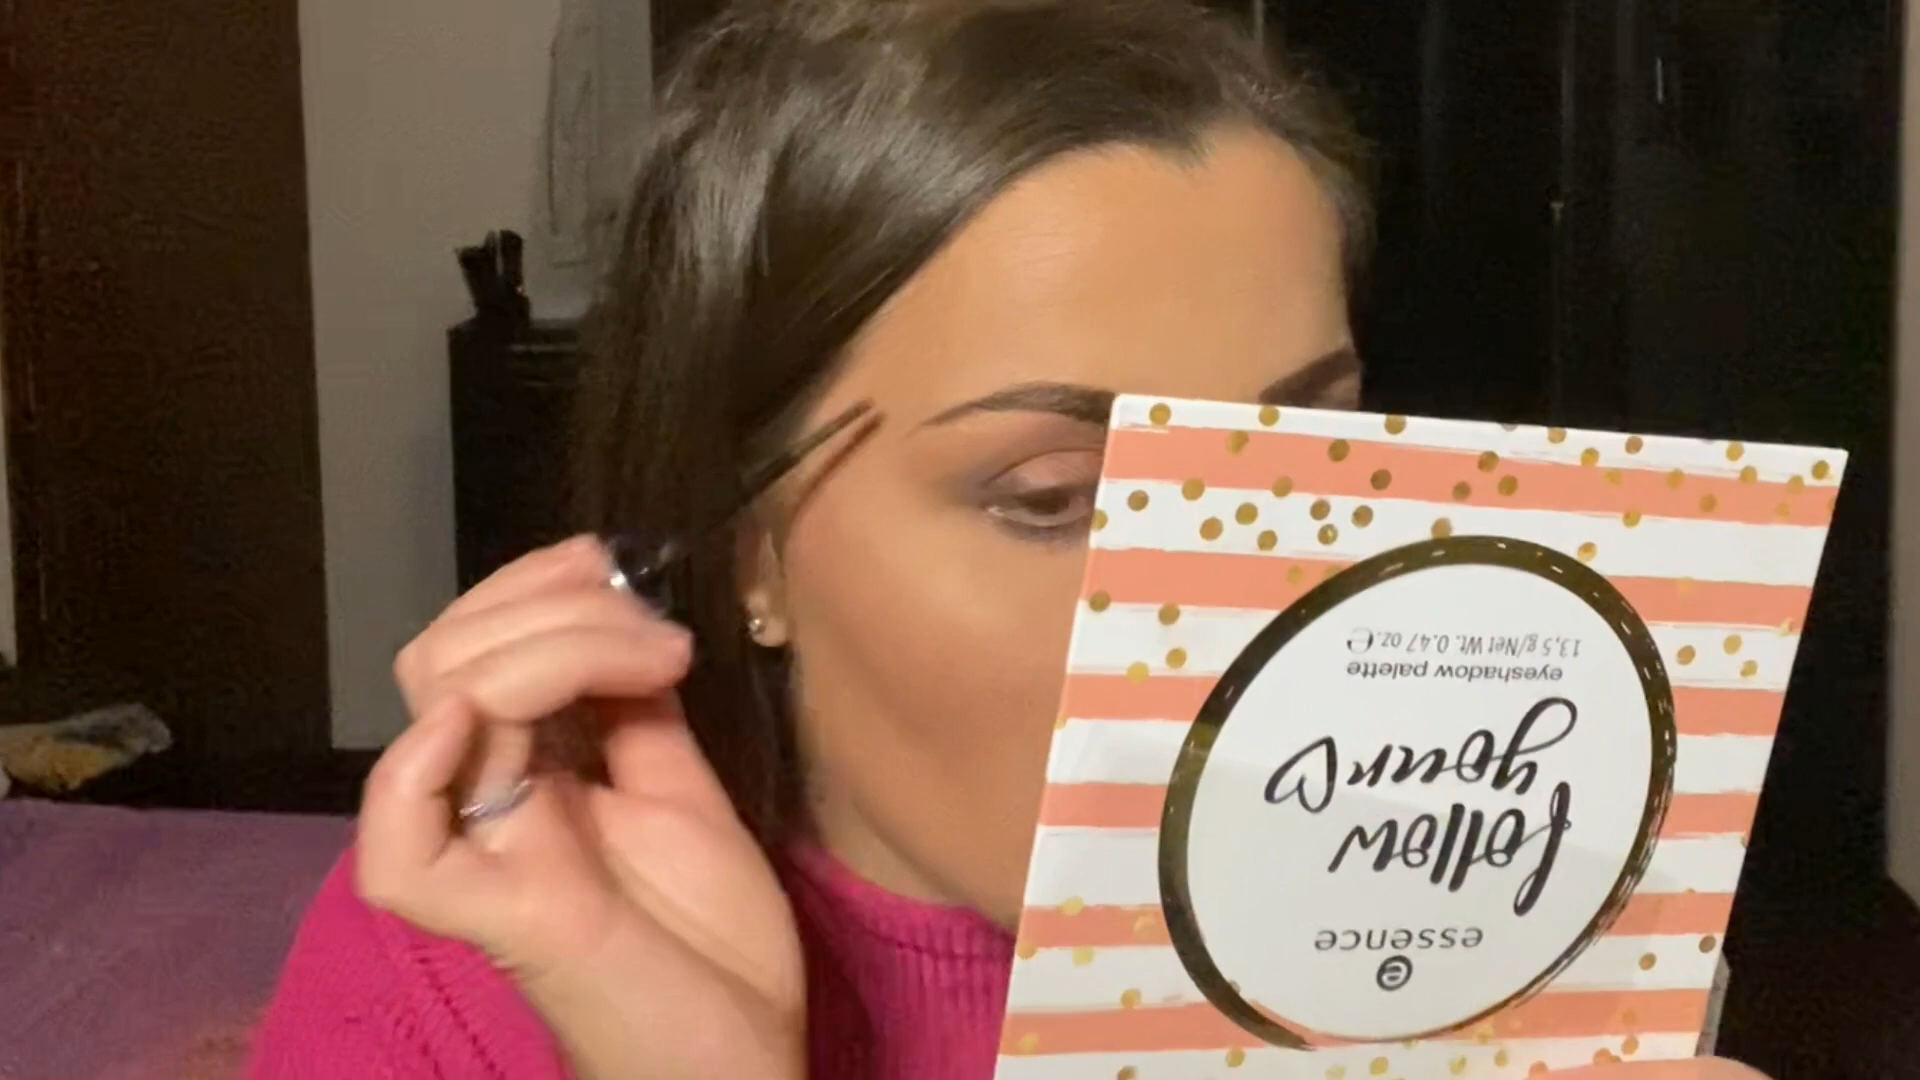 e
essence
follow
your
eyeshadow palette
13,5 g/Net Wt. 0.47 oz. ℮